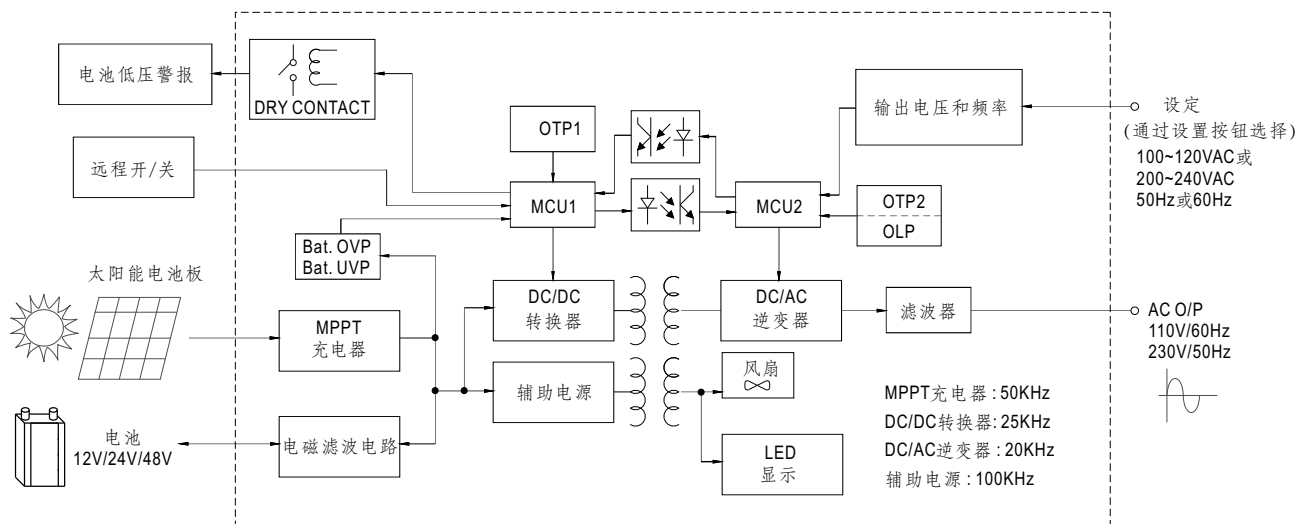 电池低压警报
DRY CONTACT
OTP1
输出电压和频率
设定
(通过设置按钮选择)
100~120VAC或
200~240VAC
50Hz或60Hz
远程开/关
MCU1
MCU2
OTP2
OLP
Bat. OVP
Bat. UVP
太阳能电池板
MPPT
充电器
DC/DC
转换器
DC/AC
逆变器
滤波器
AC O/P
110V/60Hz
230V/50Hz
辅助电源
风扇
电池
12V/24V/48V
电磁滤波电路
LED
显示
MPPT充电器 : 50KHz
DC/DC转换器: 25KHz
DC/AC逆变器 : 20KHz
辅助电源 : 100KHz